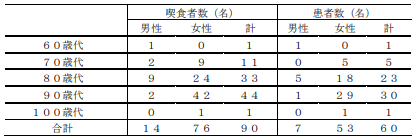 喫食者数（名） 患者数（名）
男性 女性 計 男性 女性 計
６０歳代 １ ０ １ １ ０ １
７０歳代 ２ ９ １１ ０ ５ ５
８０歳代 ９ ２４ ３３ ５ １８ ２３
９０歳代 ２ ４２ ４４ １ ２９ ３０
１００歳代 ０ １ １ ０ １ １
合計 １４ ７６ ９０ ７ ５３ ６０